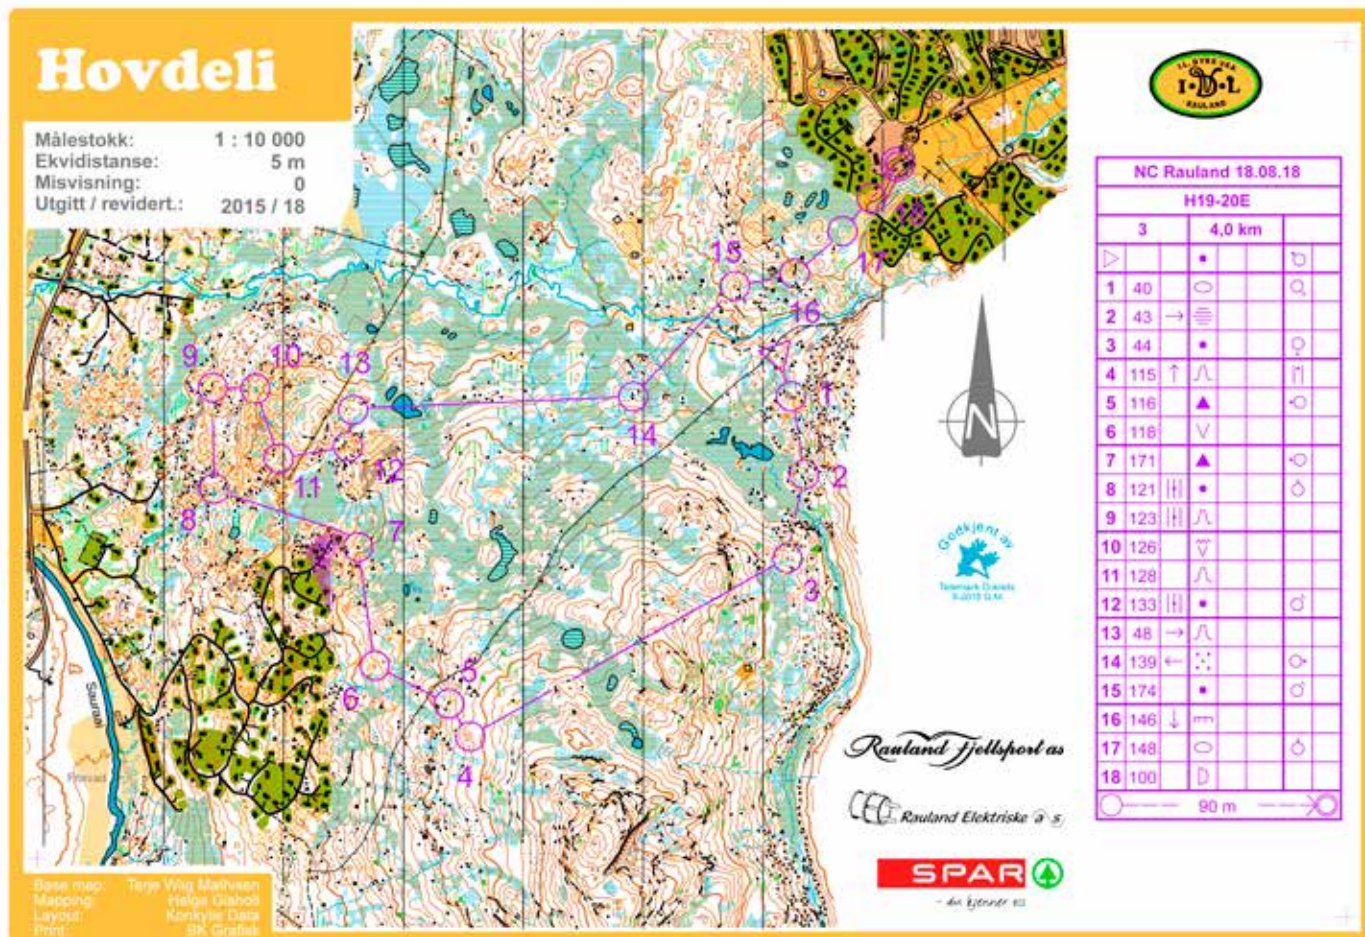 Hovdeli
Målestokk: 1 : 10 000
Ekvidistanse: 5 m
Misvisning: 0
Utgitt / revidert.: 2015 / 18
I•D•L
RAULAND
NC Rauland 18.08.18
H19-20E
3 4,0 km
1 40
2 43
3 44
4 115
5 116
6 118
7 171
8 121
9 123
10 126
11 128
12 133
13 48
14 139
15 174
16 146
17 148
18 100
90 m
18
17
15
16
9
10
13
1
14
12
11
2
8
7
3
6
5
4
N
Godkjent av
Sauraai
Rauland Fjellsport as
Rauland Elektriske a s
SPAR
Base map: Terje Wiig Mathisen
Mapping: Helge Gisholt
Layout: Konkylie Data
Print: BK Grafisk